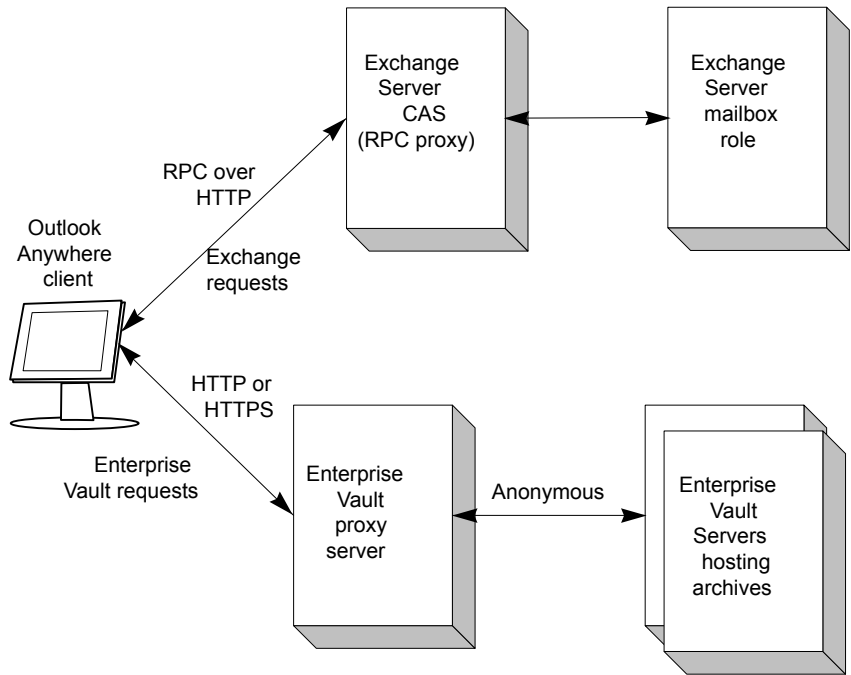 Exchange
Server
CAS
(RPC proxy)
Exchange
Server
mailbox
role
RPC over
HTTP
Outlook
Anywhere
client
Exchange
requests
HTTP or
HTTPS
Enterprise
Vault requests
Enterprise
Vault
proxy
server
Anonymous
Enterprise
Vault
Servers
hosting
archives